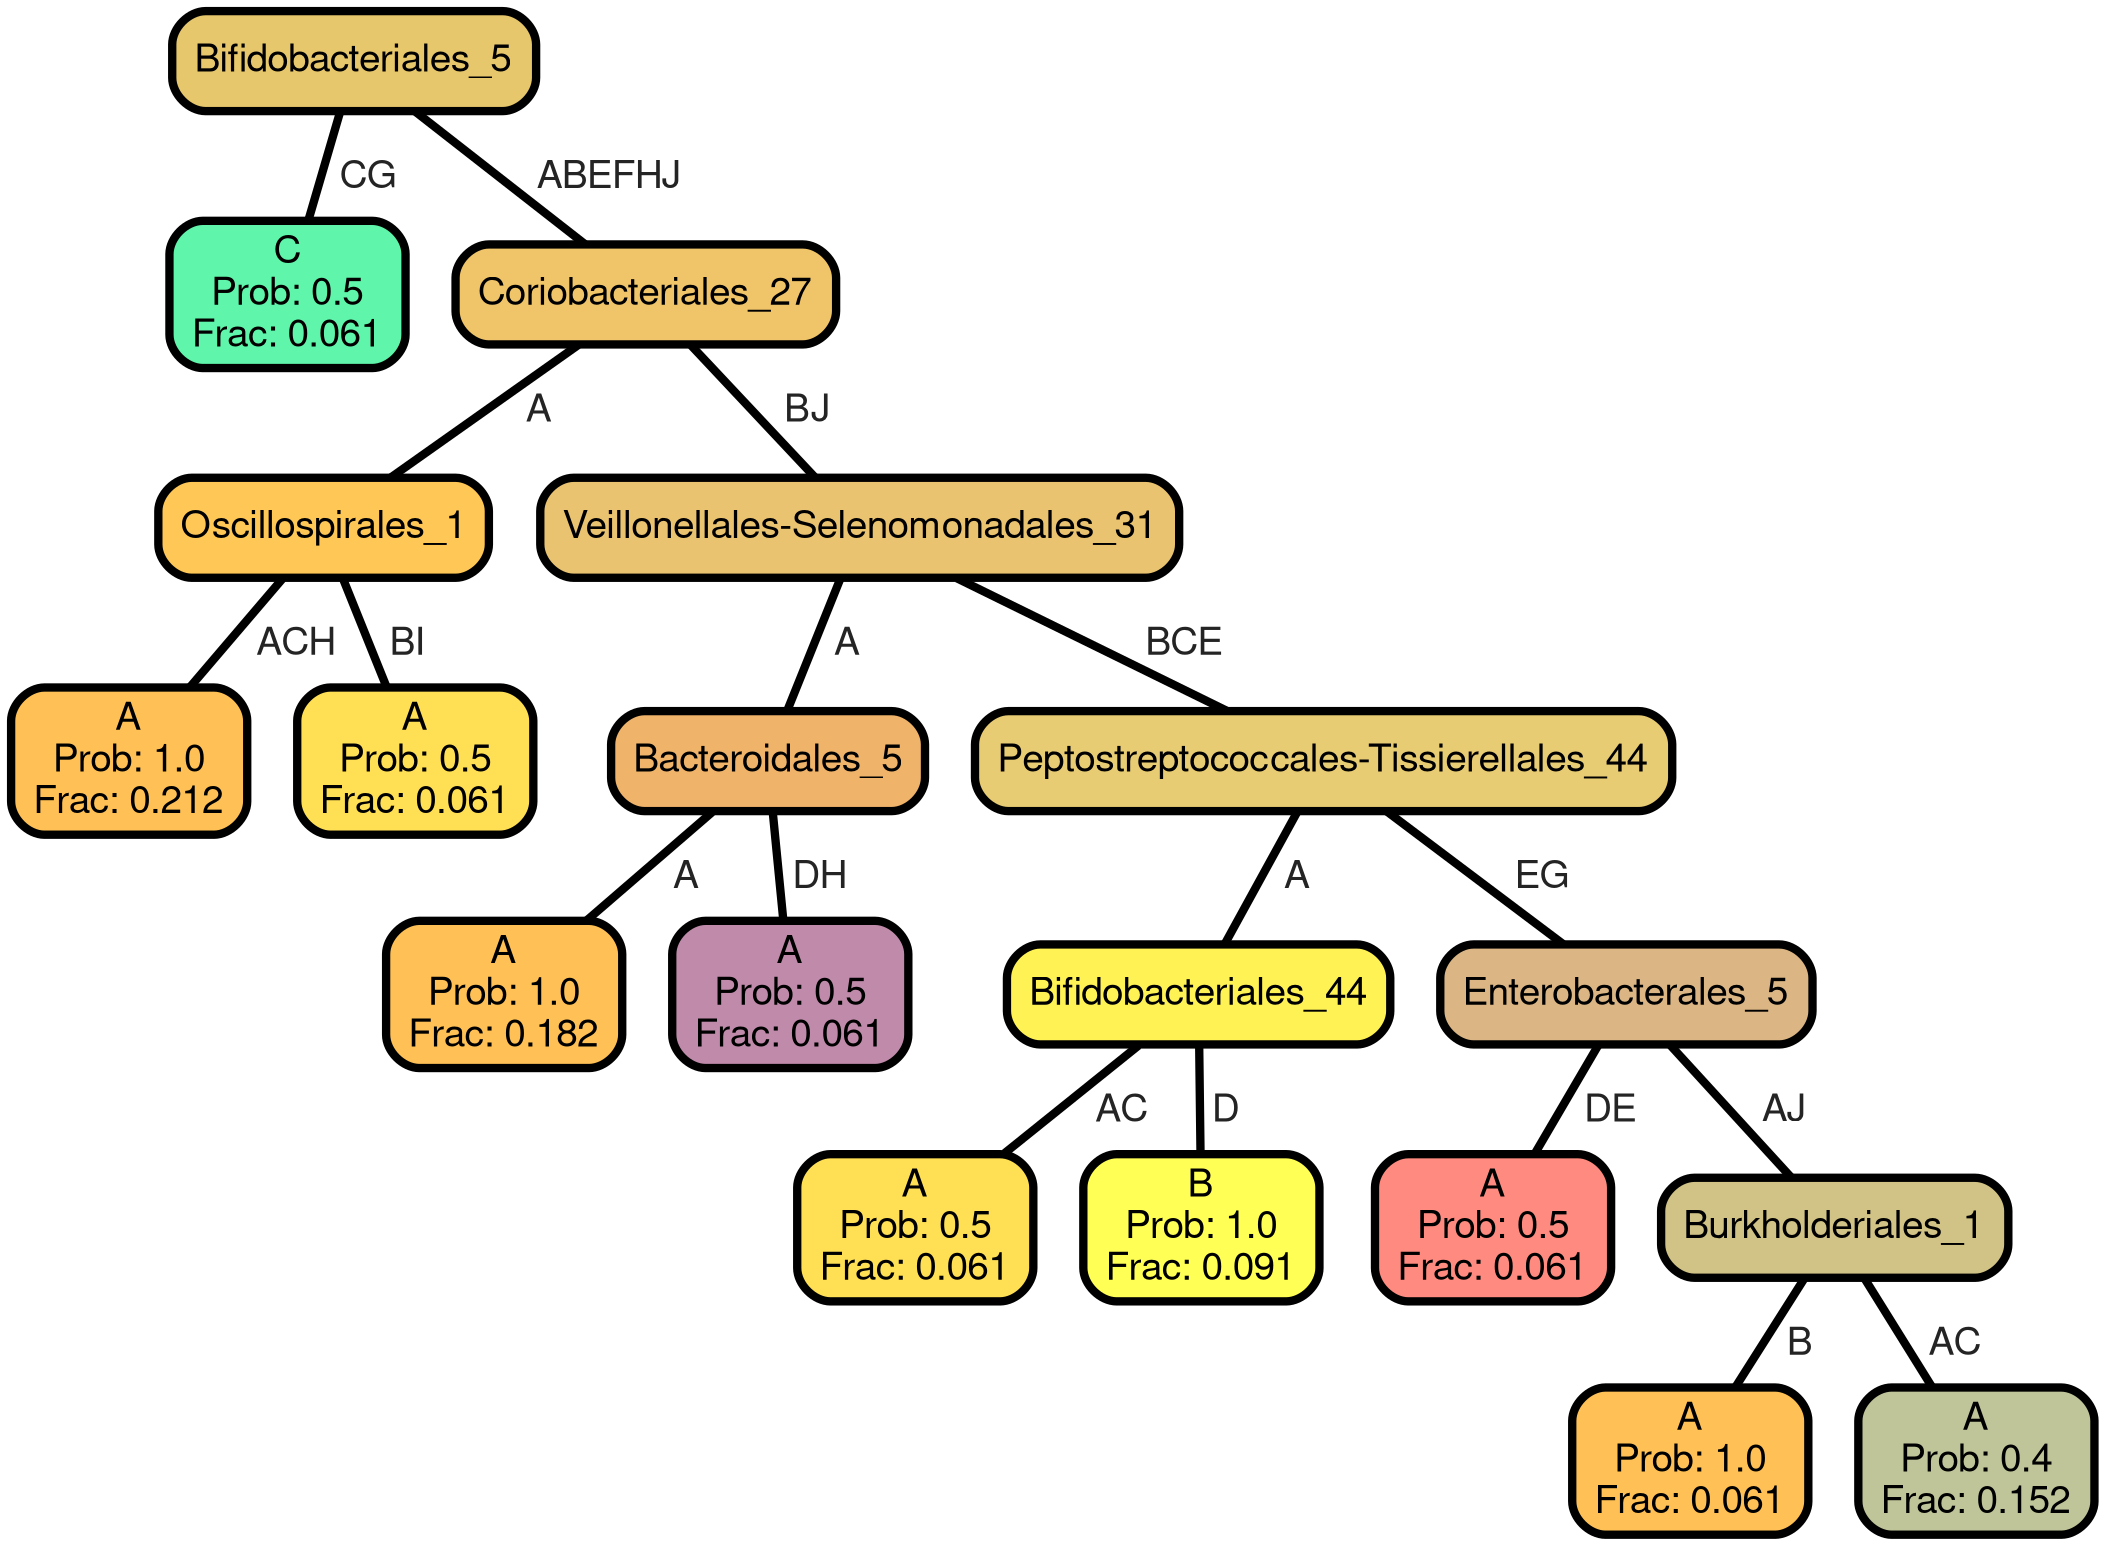 Bifidobacteriales_5
CG
ABEFHJ
C
Prob: 0.5
Frac: 0.061
Coriobacteriales_27
A
BJ
Oscillospirales_1
Veillonellales-Selenomonadales_31
ACH
BI
A
BCE
A
Prob: 1.0
Frac: 0.212
A
Prob: 0.5
Frac: 0.061
Bacteroidales_5
Peptostreptococcales-Tissierellales_44
A
DH
A
EG
A
Prob: 1.0
Frac: 0.182
A
Prob: 0.5
Frac: 0.061
Bifidobacteriales_44
Enterobacterales_5
AC
D
DE
AJ
A
Prob: 0.5
Frac: 0.061
B
Prob: 1.0
Frac: 0.091
A
Prob: 0.5
Frac: 0.061
Burkholderiales_1
B
AC
A
Prob: 1.0
Frac: 0.061
A
Prob: 0.4
Frac: 0.152